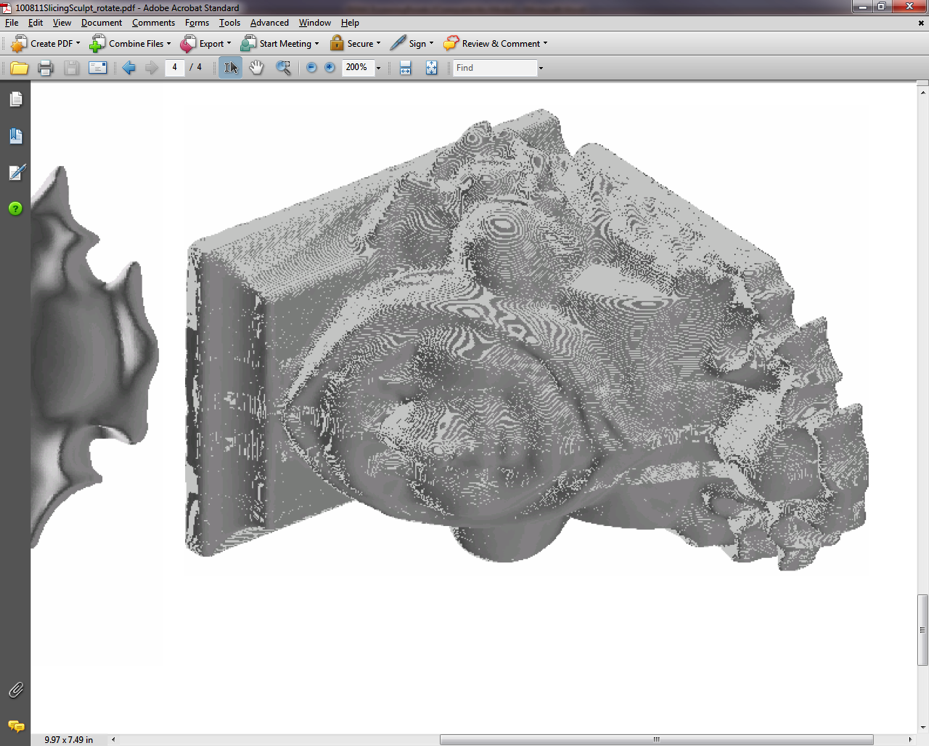 100811SlicingSculpt_rotate.pdf - Adobe Acrobat Standard
File Edit View Document Comments Forms Tools Advanced Window Help
Create PDF Combine Files Export Start Meeting Secure Sign Review & Comment
4 / 4 200% Find
9.97 x 7.49 in